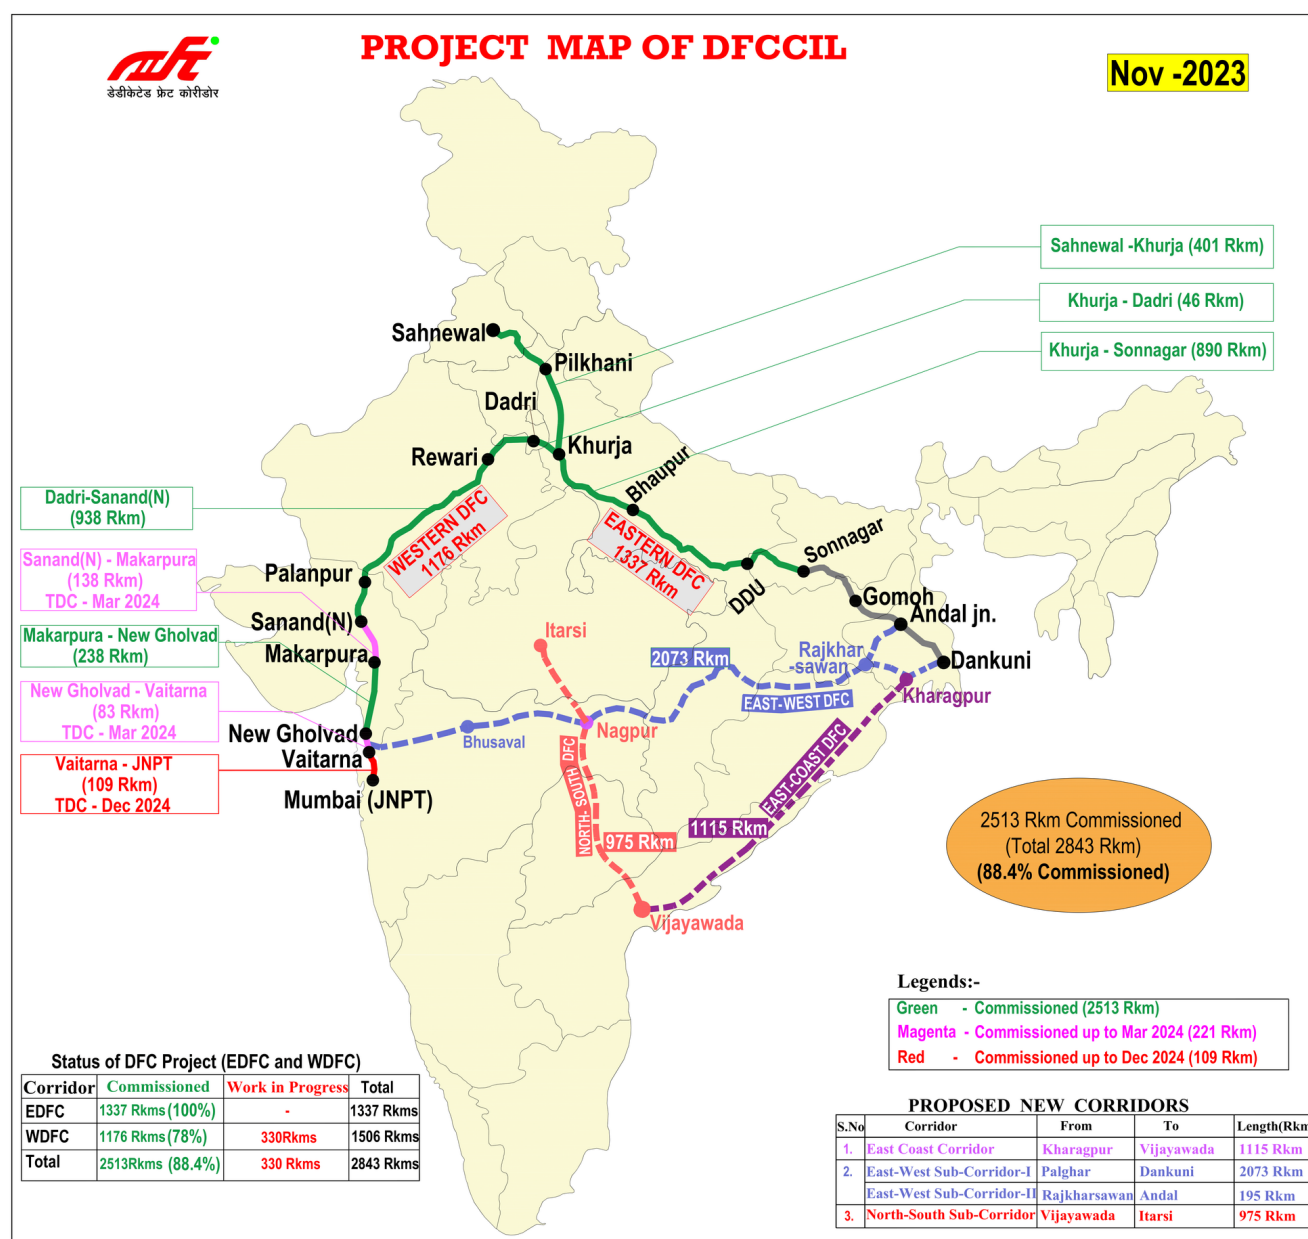 PROJECT MAP OF DFCCIL
डेडीकेटेड फ्रेट कोरीडोर
Nov -2023
Sahnewal -Khurja (401 Rkm)
Khurja - Dadri (46 Rkm)
Khurja - Sonnagar (890 Rkm)
Sahnewal
Pilkhani
Dadri
Rewari
Khurja
Bhaupur
Dadri-Sanand(N)
(938 Rkm)
WESTERN DFC
1176 Rkm
EASTERN DFC
1337 Rkm
Sonnagar
DDU
Sanand(N) - Makarpura
(138 Rkm)
TDC - Mar 2024
Palanpur
Gomoh
Andal jn.
Sanand(N)
Makarpura - New Gholvad
(238 Rkm)
Makarpura
Itarsi
2073 Rkm
Rajkhar
-sawan
Dankuni
EAST-WEST DFC
Kharagpur
New Gholvad - Vaitarna
(83 Rkm)
TDC - Mar 2024
New Gholvad
Bhusaval
Nagpur
Vaitarna
Vaitarna - JNPT
(109 Rkm)
TDC - Dec 2024
Mumbai (JNPT)
NORTH- SOUTH DFC
EAST-COAST DFC
975 Rkm
1115 Rkm
Vijayawada
2513 Rkm Commissioned
(Total 2843 Rkm)
(88.4% Commissioned)
Legends:-
Green - Commissioned (2513 Rkm)
Magenta - Commissioned up to Mar 2024 (221 Rkm)
Red - Commissioned up to Dec 2024 (109 Rkm)
Status of DFC Project (EDFC and WDFC)
Corridor Commissioned Work in Progress Total
EDFC 1337 Rkms (100%) - 1337 Rkms
WDFC 1176 Rkms (78%) 330Rkms 1506 Rkms
Total 2513Rkms (88.4%) 330 Rkms 2843 Rkms
PROPOSED NEW CORRIDORS
S.No Corridor From To Length(Rkm
1. East Coast Corridor Kharagpur Vijayawada 1115 Rkm
2. East-West Sub-Corridor-I Palghar Dankuni 2073 Rkm
East-West Sub-Corridor-II Rajkharsawan Andal 195 Rkm
3. North-South Sub-Corridor Vijayawada Itarsi 975 Rkm